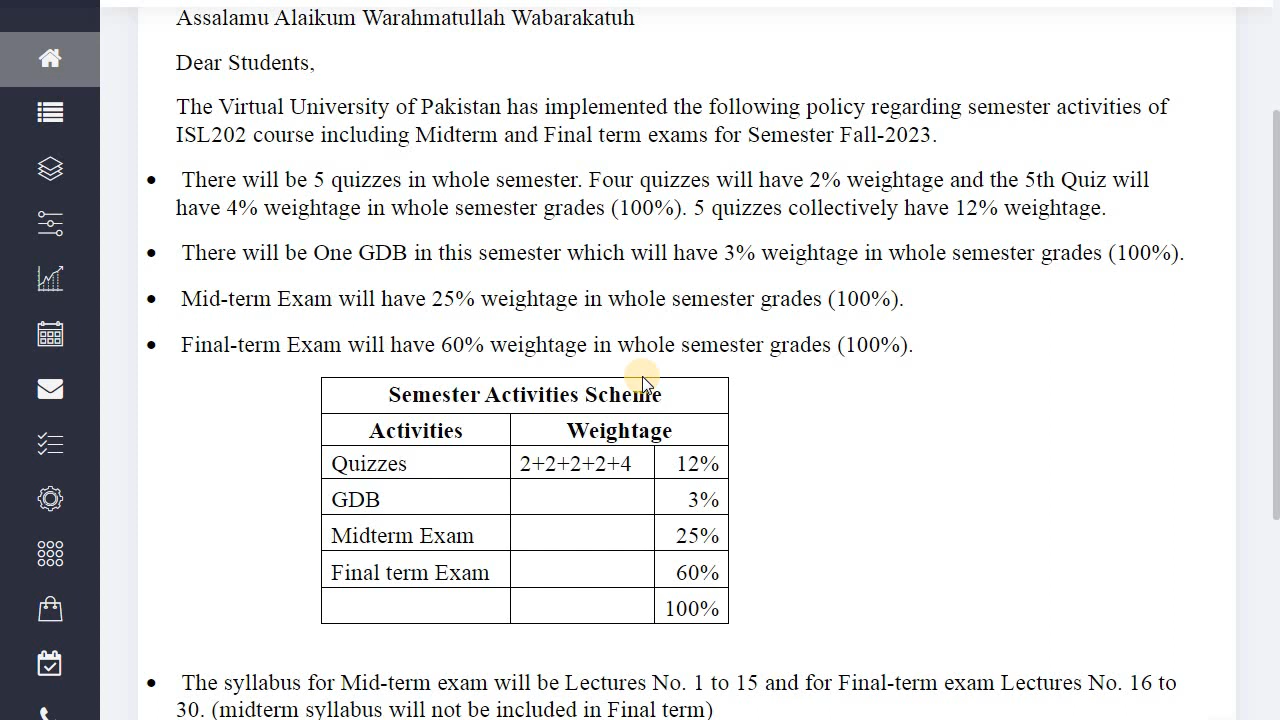 Assalamu Alaikum Warahmatullah Wabarakatuh
Dear Students,
The Virtual University of Pakistan has implemented the following policy regarding semester activities of
ISL202 course including Midterm and Final term exams for Semester Fall-2023.
• There will be 5 quizzes in whole semester. Four quizzes will have 2% weightage and the 5th Quiz will
have 4% weightage in whole semester grades (100%). 5 quizzes collectively have 12% weightage.
• There will be One GDB in this semester which will have 3% weightage in whole semester grades (100%).
• Mid-term Exam will have 25% weightage in whole semester grades (100%).
• Final-term Exam will have 60% weightage in whole semester grades (100%).
Semester Activities Scheme
Activities Weightage
Quizzes 2+2+2+2+4 12%
GDB 3%
Midterm Exam 25%
Final term Exam 60%
100%
• The syllabus for Mid-term exam will be Lectures No. 1 to 15 and for Final-term exam Lectures No. 16 to
30. (midterm syllabus will not be included in Final term)